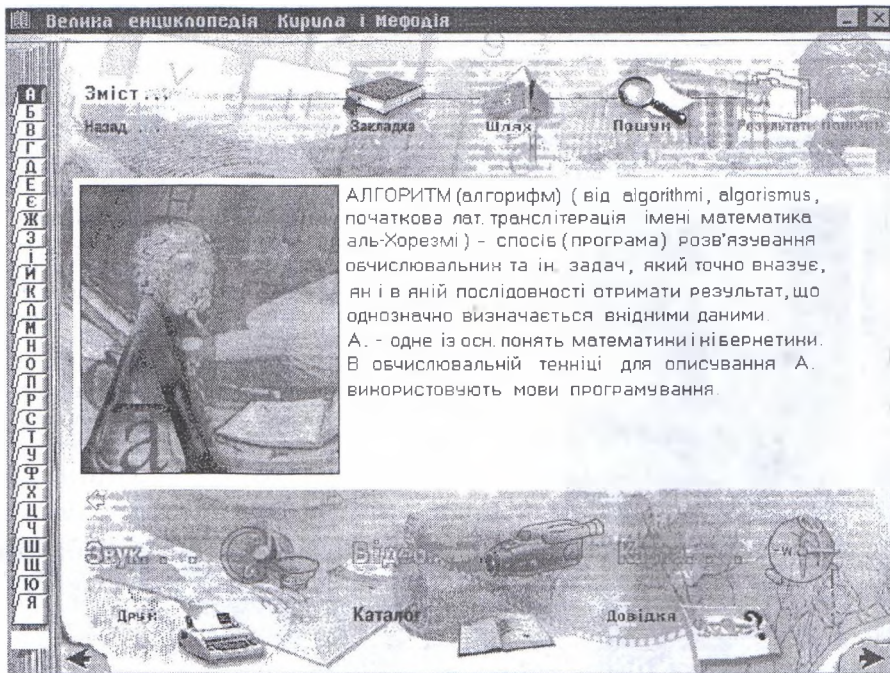 Велика енциклопедія Кирила і Мефодія
Зміст...
Назад ...
Закладка
Шлях
Пошук
Результати пошуку
А
Б
В
Г
Д
Е
Є
Ж
З
І
Й
К
Л
М
Н
О
П
Р
С
Т
У
Ф
Х
Ц
Ч
Ш
Щ
Ю
Я
АЛГОРИТМ (алгорифм) ( від algorithmi, algorismus,
початкова лат. транслітерація імені математика
аль-Хорезмі ) - спосіб (програма) розв'язування
обчислювальних та ін. задач, який точно вказує,
як і в якій послідовності отримати результат, що
однозначно визначається вхідними даними.
А. - одне із осн. понять математики і кібернетики.
В обчислювальній техніці для описування А.
використовують мови програмування.
a
Звук. . . .
Відео. .
Карта. . . .
W
Друк
Каталог
Довідка
?